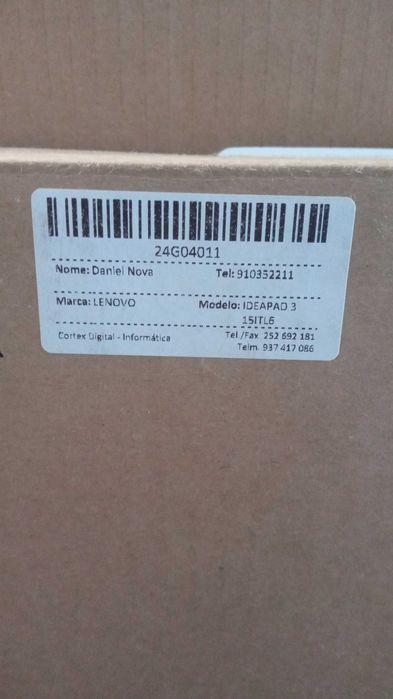 24G04011
Nome: Daniel Nova Tel: 910352211
Marca: LENOVO Modelo: IDEAPAD 3
15ITL6
Cortex Digital - Informática Tel./Fax. 252 692 181
Telm. 937 417 086